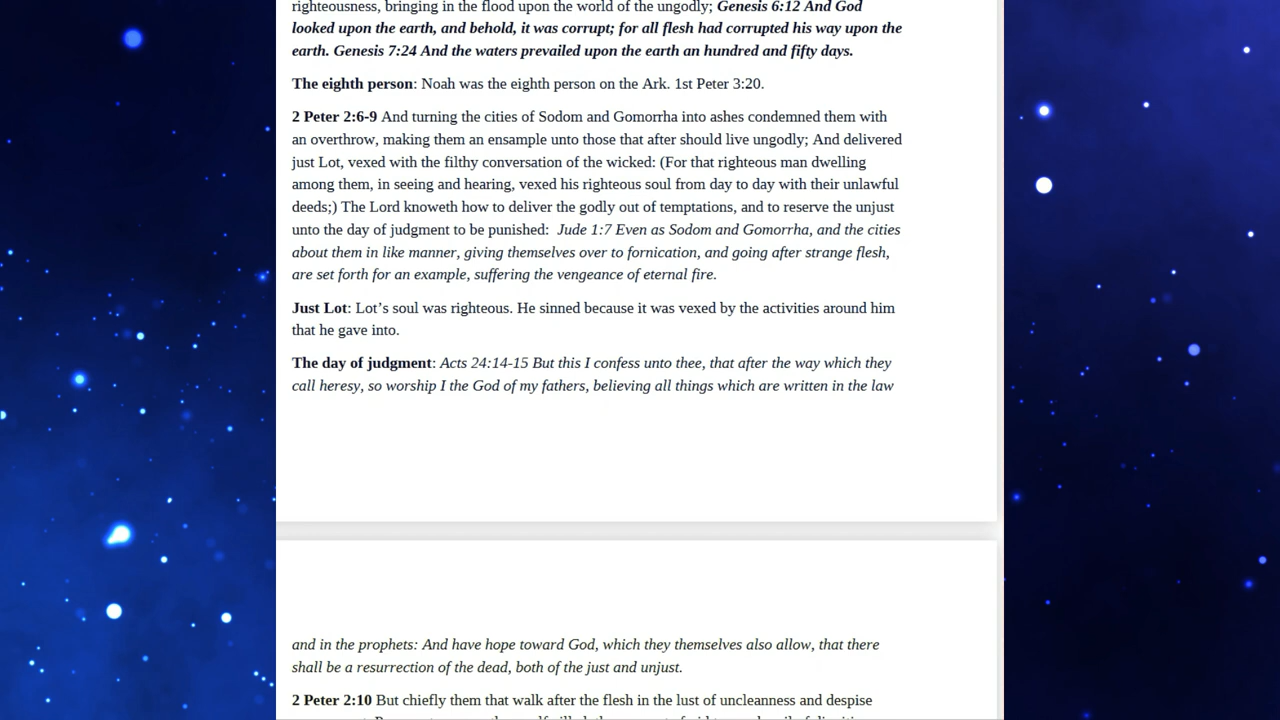 righteousness, bringing in the flood upon the world of the ungodly; Genesis 6:12 And God
looked upon the earth, and behold, it was corrupt; for all flesh had corrupted his way upon the
earth. Genesis 7:24 And the waters prevailed upon the earth an hundred and fifty days.
The eighth person: Noah was the eighth person on the Ark. 1st Peter 3:20.
2 Peter 2:6-9 And turning the cities of Sodom and Gomorrha into ashes condemned them with
an overthrow, making them an ensample unto those that after should live ungodly; And delivered
just Lot, vexed with the filthy conversation of the wicked: (For that righteous man dwelling
among them, in seeing and hearing, vexed his righteous soul from day to day with their unlawful
deeds;) The Lord knoweth how to deliver the godly out of temptations, and to reserve the unjust
unto the day of judgment to be punished:  Jude 1:7 Even as Sodom and Gomorrha, and the cities
about them in like manner, giving themselves over to fornication, and going after strange flesh,
are set forth for an example, suffering the vengeance of eternal fire.
Just Lot: Lot’s soul was righteous. He sinned because it was vexed by the activities around him
that he gave into.
The day of judgment: Acts 24:14-15 But this I confess unto thee, that after the way which they
call heresy, so worship I the God of my fathers, believing all things which are written in the law
and in the prophets: And have hope toward God, which they themselves also allow, that there
shall be a resurrection of the dead, both of the just and unjust.
2 Peter 2:10 But chiefly them that walk after the flesh in the lust of uncleanness and despise